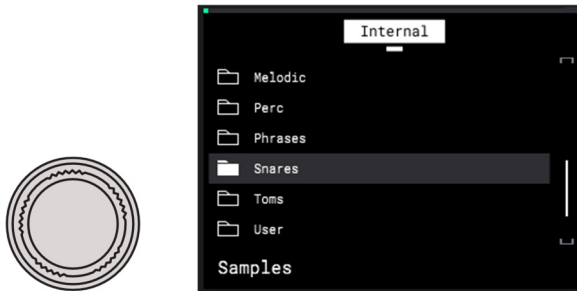 Internal
Melodic
Perc
Phrases
Snares
Toms
User
Samples